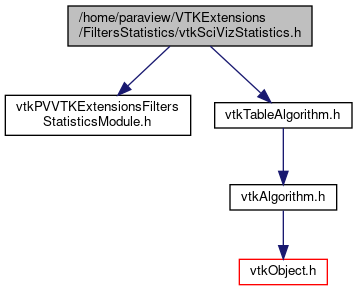 /home/paraview/VTKExtensions
/FiltersStatistics/vtkSciVizStatistics.h
vtkPVVTKExtensionsFilters
StatisticsModule.h
vtkTableAlgorithm.h
vtkAlgorithm.h
vtkObject.h